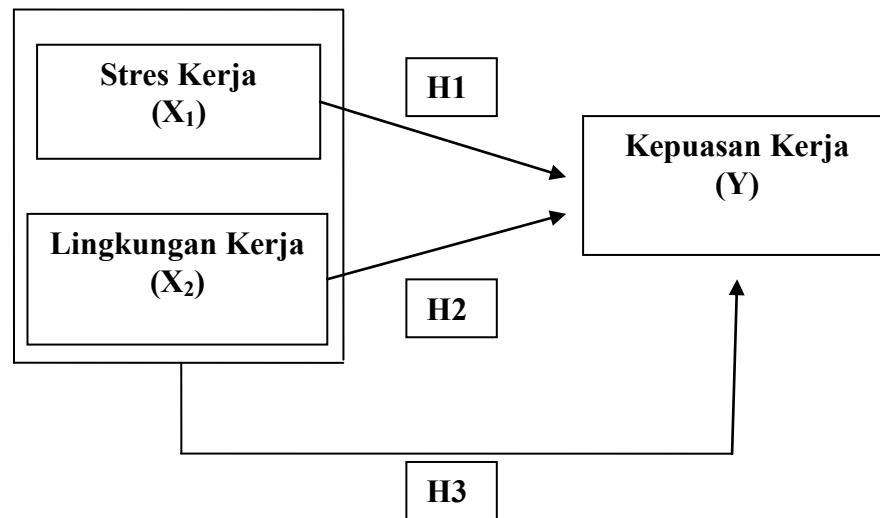 Stres Kerja
(X₁)
H1
Kepuasan Kerja
(Y)
Lingkungan Kerja
(X₂)
H2
H3